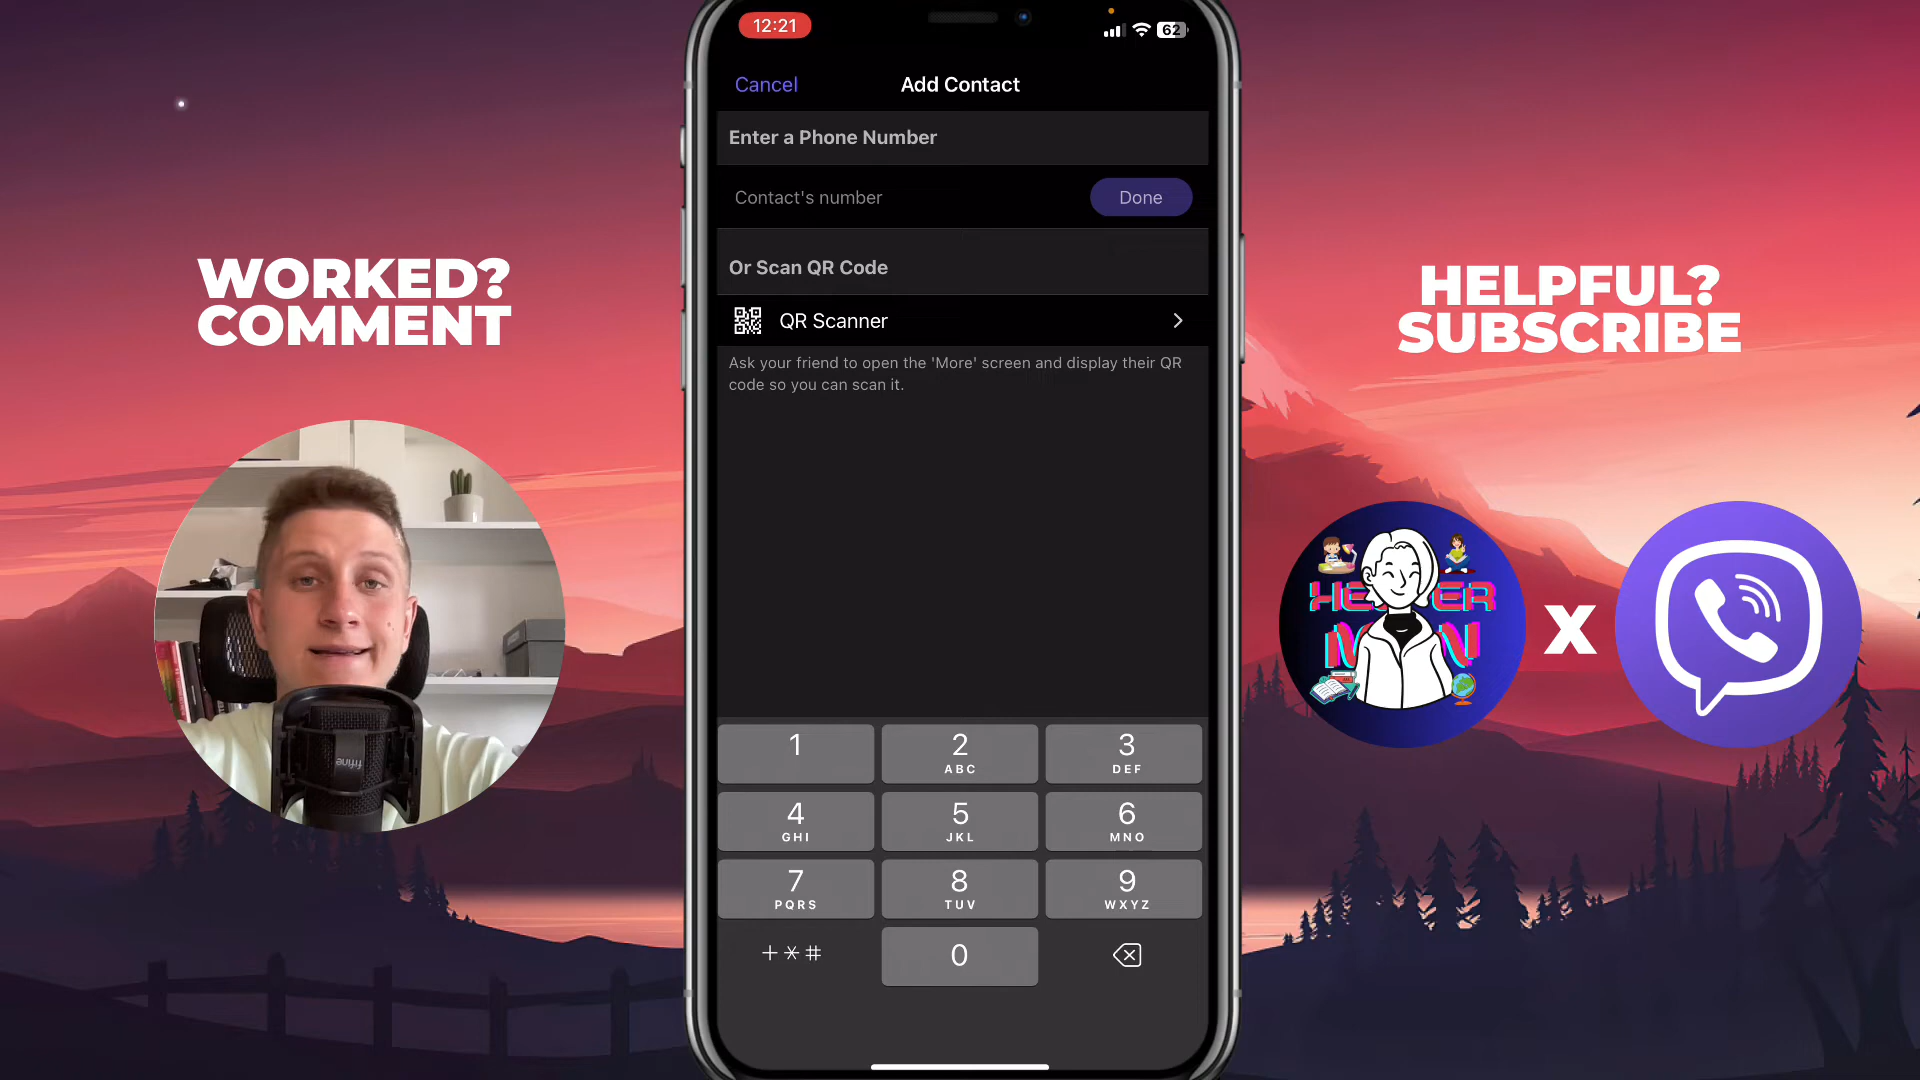 12:21
62
Cancel
Add Contact
Enter a Phone Number
Contact's number
Done
Or Scan QR Code
QR Scanner
Ask your friend to open the 'More' screen and display their QR
code so you can scan it.
1
2
ABC
3
DEF
4
GHI
5
JKL
6
MNO
7
PQRS
8
TUV
9
WXYZ
+*#
0
WORKED?
COMMENT
fifine
HELPFUL?
SUBSCRIBE
X